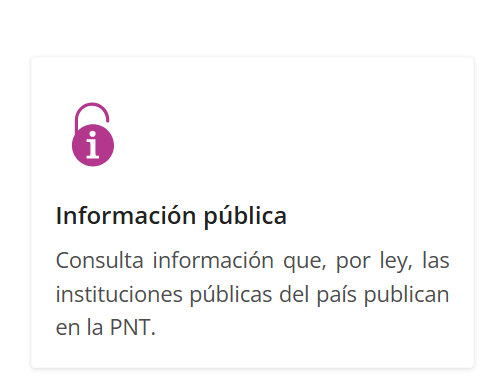 Información pública
Consulta información que, por ley, las
instituciones públicas del país publican
en la PNT.